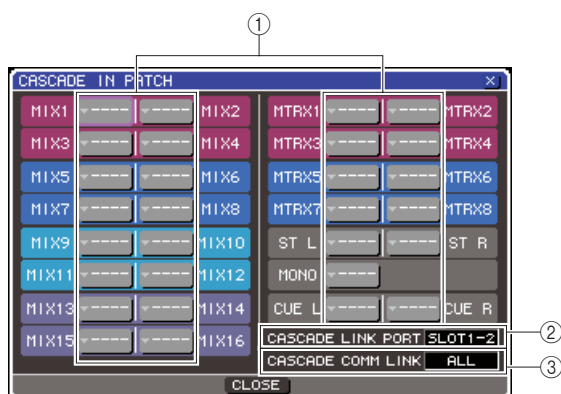 ①
CASCADE IN PATCH X
MIX1 ---- ---- MIX2 MTRX1 ---- ---- MTRX2
MIX3 ---- ---- MIX4 MTRX3 ---- ---- MTRX4
MIX5 ---- ---- MIX6 MTRX5 ---- ---- MTRX6
MIX7 ---- ---- MIX8 MTRX7 ---- ---- MTRX8
MIX9 ---- ---- MIX10 ST L ---- ---- ST R
MIX11 ---- ---- MIX12 MONO ----
MIX13 ---- ---- MIX14 CUE L ---- ---- CUE R
MIX15 ---- ---- MIX16 CASCADE LINK PORT SLOT1-2 ②
CASCADE COMM LINK ALL ③
CLOSE